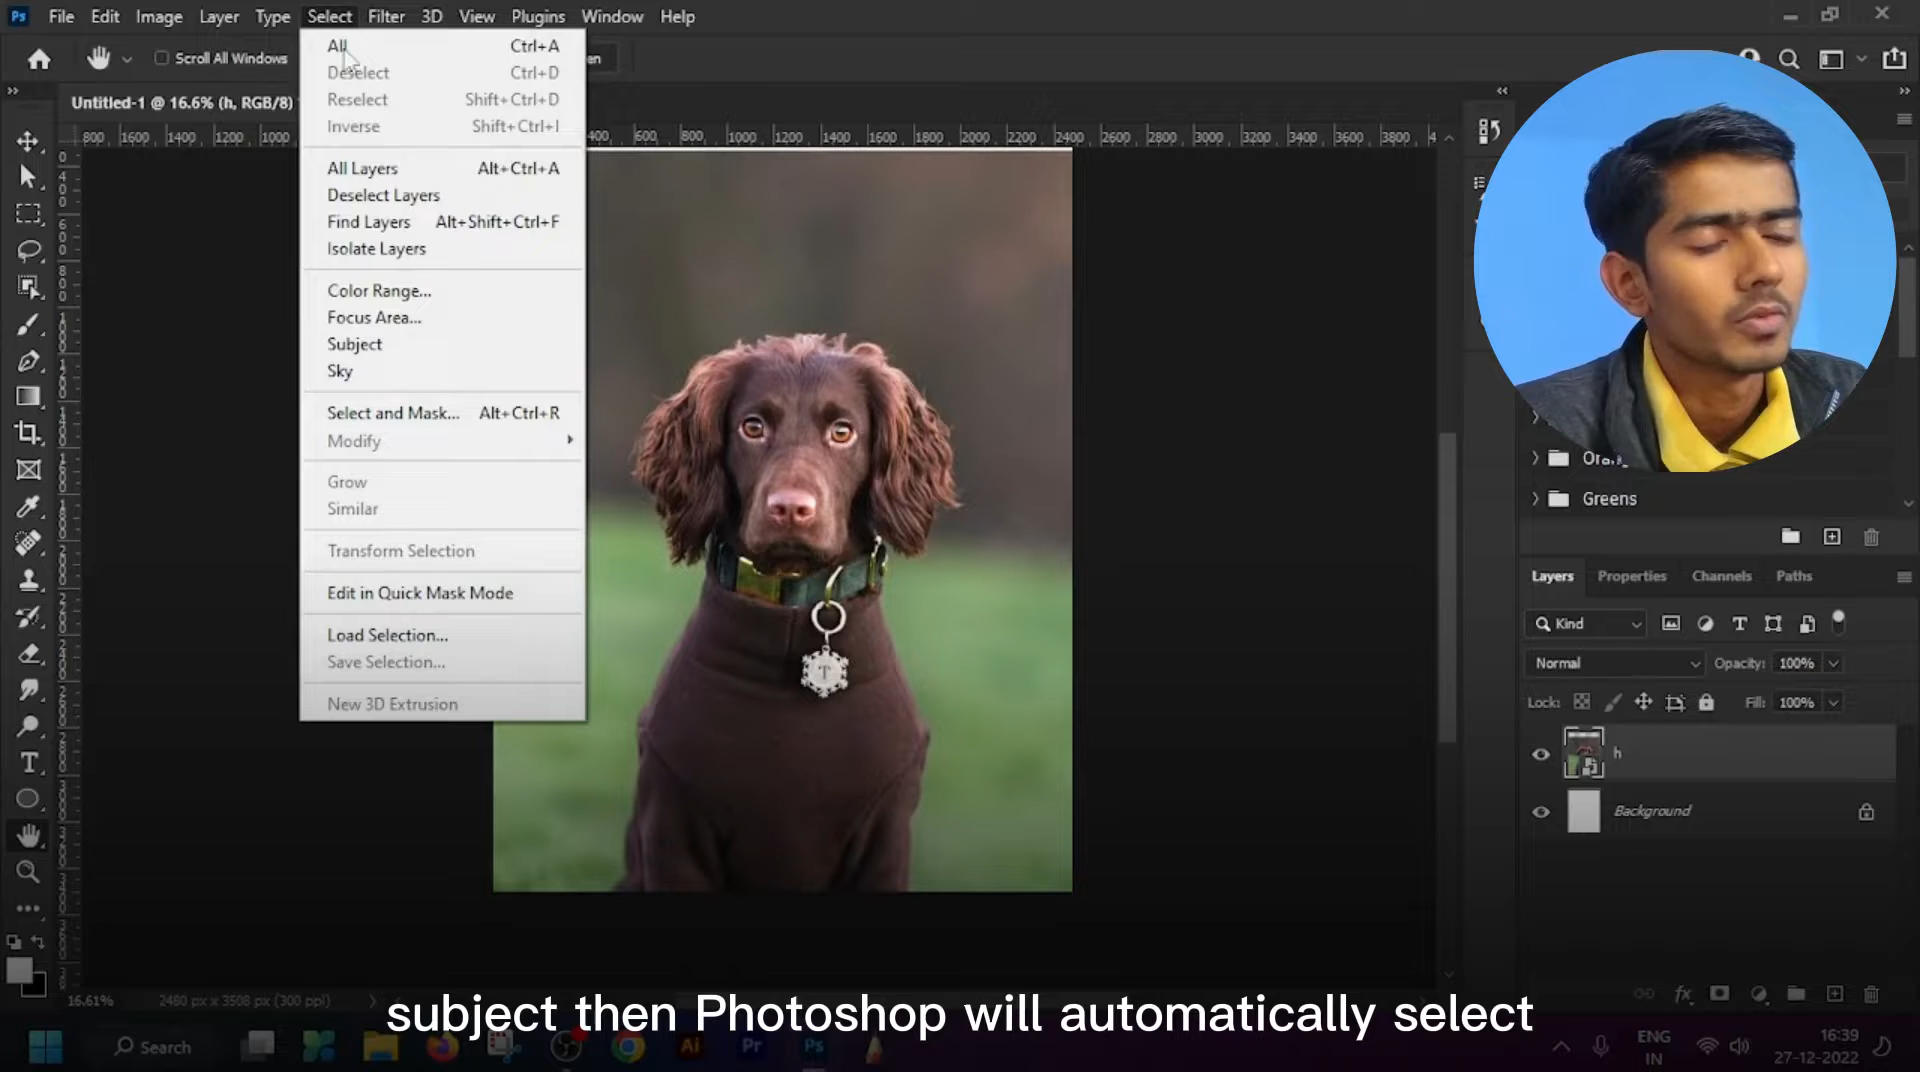 Ps File Edit Image Layer Type Select Filter 3D View Plugins Window Help
Scroll All Windows
Untitled-1 @ 16.6% (h, RGB/8)
800 1600 1400 1200 1000 400 600 800 1000 1200 1400 1600 1800 2000 2200 2400 2600 2800 3000 3200 3400 3600 3800 4
All Ctrl+A
Deselect Ctrl+D
Reselect Shift+Ctrl+D
Inverse Shift+Ctrl+I
All Layers Alt+Ctrl+A
Deselect Layers
Find Layers Alt+Shift+Ctrl+F
Isolate Layers
Color Range...
Focus Area...
Subject
Sky
Select and Mask... Alt+Ctrl+R
Modify
Grow
Similar
Transform Selection
Edit in Quick Mask Mode
Load Selection...
Save Selection...
New 3D Extrusion
T
Greens
Layers Properties Channels Paths
Kind
Normal Opacity: 100%
Lock: Fill: 100%
h
Background
16.61% 2480 px x 3508 px (300 ppi)
subject then Photoshop will automatically select
Search Ai Pr Ps ENG IN 16:39 27-12-2022